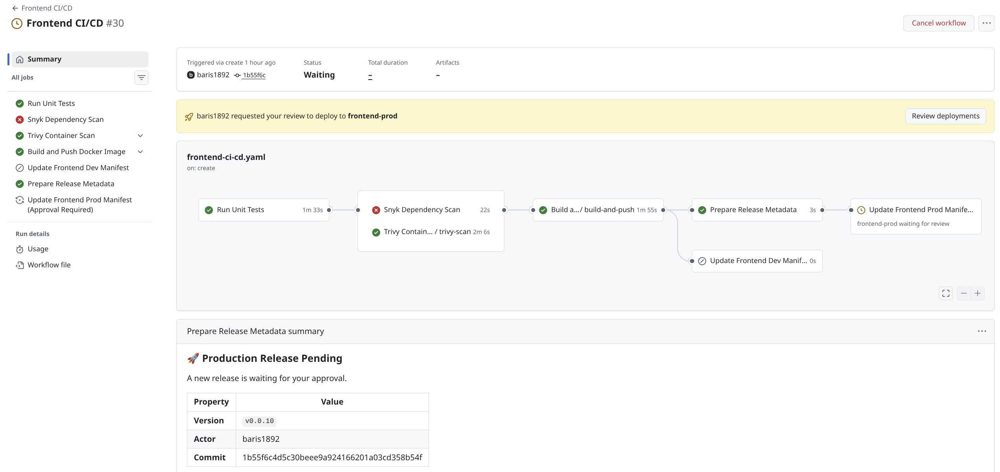 Frontend CI/CD
Frontend CI/CD #30
Cancel workflow
Summary
All jobs
Run Unit Tests
Snyk Dependency Scan
Trivy Container Scan
Build and Push Docker Image
Update Frontend Dev Manifest
Prepare Release Metadata
Update Frontend Prod Manifest
(Approval Required)
Run details
Usage
Workflow file
Triggered via create 1 hour ago
baris1892 1b55f6c
Status
Waiting
Total duration
–
Artifacts
–
baris1892 requested your review to deploy to frontend-prod
Review deployments
frontend-ci-cd.yaml
on: create
Run Unit Tests 1m 33s
Snyk Dependency Scan 22s
Trivy Contain... / trivy-scan 2m 6s
Build a.../ build-and-push 1m 55s
Prepare Release Metadata 3s
Update Frontend Prod Manife...
frontend-prod waiting for review
Update Frontend Dev Manif... 0s
Prepare Release Metadata summary
🚀 Production Release Pending
A new release is waiting for your approval.
Property Value
Version v0.0.10
Actor baris1892
Commit 1b55f6c4d5c30beee9a924166201a03cd358b54f